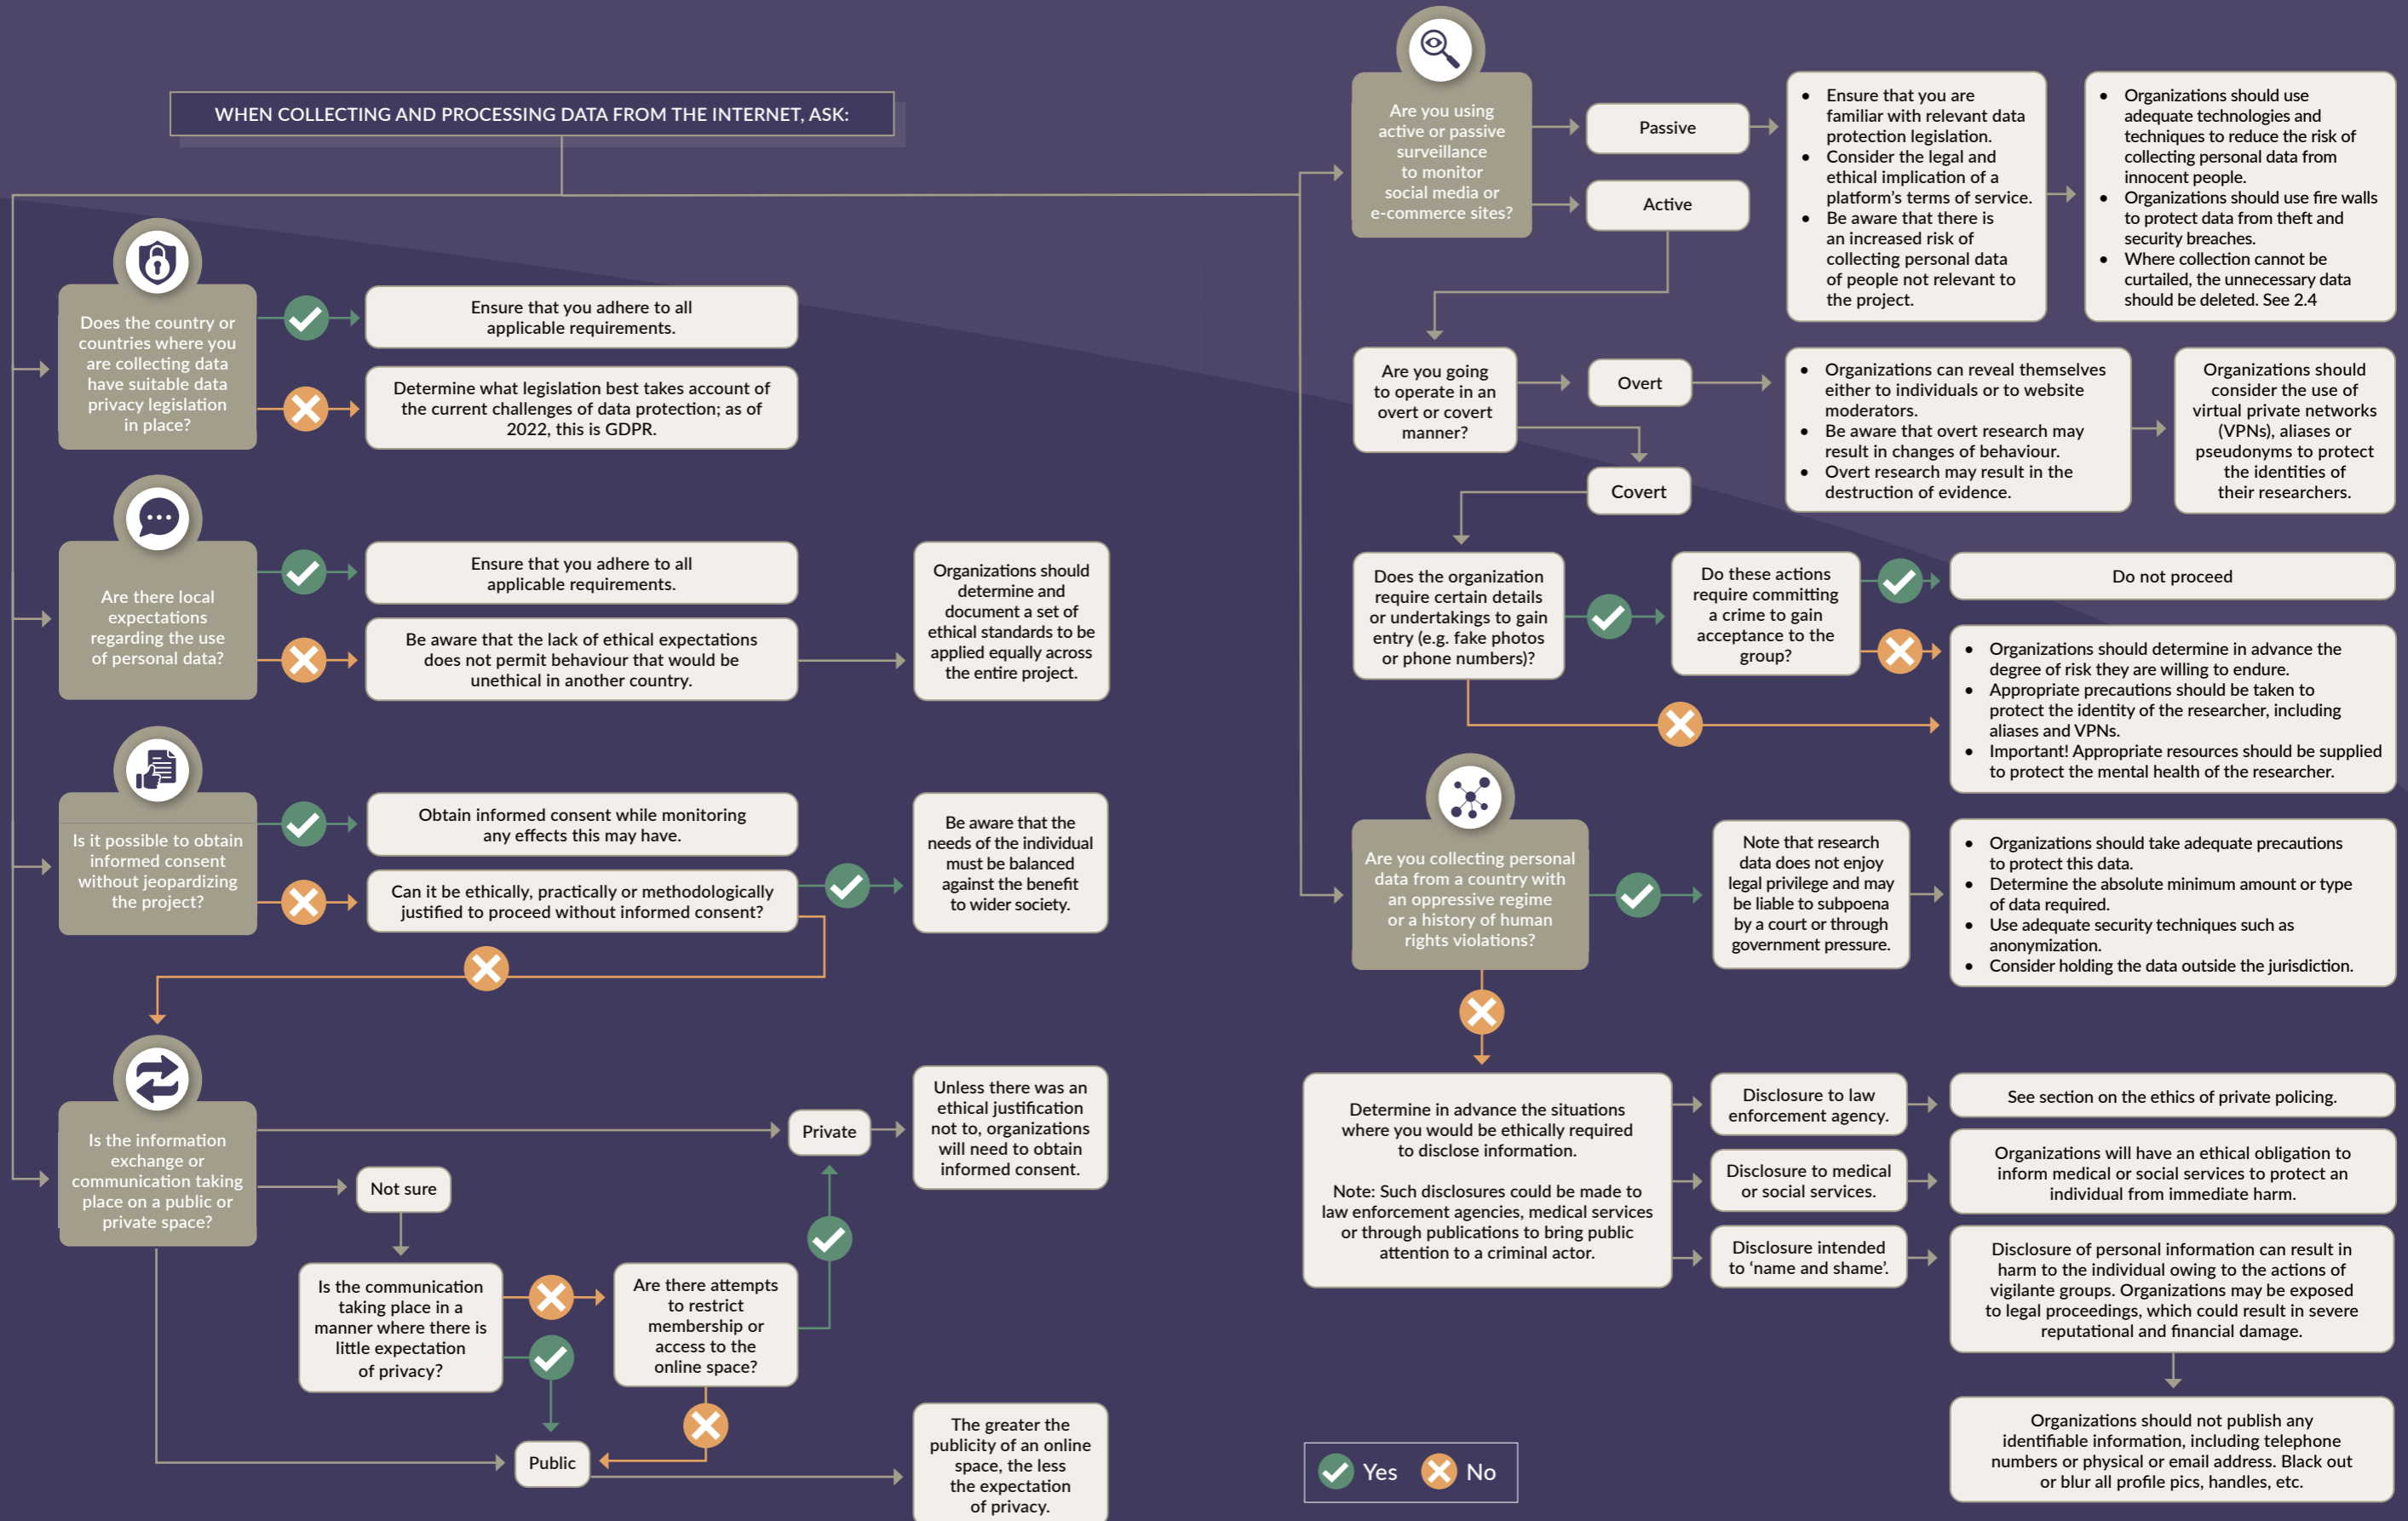 WHEN COLLECTING AND PROCESSING DATA FROM THE INTERNET, ASK:
Does the country or
countries where you
are collecting data
have suitable data
privacy legislation
in place?
Ensure that you adhere to all
applicable requirements.
Determine what legislation best takes account of
the current challenges of data protection; as of
2022, this is GDPR.
Are there local
expectations
regarding the use
of personal data?
Ensure that you adhere to all
applicable requirements.
Be aware that the lack of ethical expectations
does not permit behaviour that would be
unethical in another country.
Organizations should
determine and
document a set of
ethical standards to be
applied equally across
the entire project.
Is it possible to obtain
informed consent
without jeopardizing
the project?
Obtain informed consent while monitoring
any effects this may have.
Can it be ethically, practically or methodologically
justified to proceed without informed consent?
Be aware that the
needs of the individual
must be balanced
against the benefit
to wider society.
Is the information
exchange or
communication taking
place on a public or
private space?
Private
Unless there was an
ethical justification
not to, organizations
will need to obtain
informed consent.
Not sure
Is the communication
taking place in a
manner where there is
little expectation
of privacy?
Are there attempts
to restrict
membership or
access to the
online space?
Public
The greater the
publicity of an online
space, the less
the expectation
of privacy.
Are you using
active or passive
surveillance
to monitor
social media or
e-commerce sites?
Passive
Active
• Ensure that you are
familiar with relevant data
protection legislation.
• Consider the legal and
ethical implication of a
platform's terms of service.
• Be aware that there is
an increased risk of
collecting personal data
of people not relevant to
the project.
• Organizations should use
adequate technologies and
techniques to reduce the risk of
collecting personal data from
innocent people.
• Organizations should use fire walls
to protect data from theft and
security breaches.
• Where collection cannot be
curtailed, the unnecessary data
should be deleted. See 2.4
Are you going
to operate in an
overt or covert
manner?
Overt
• Organizations can reveal themselves
either to individuals or to website
moderators.
• Be aware that overt research may
result in changes of behaviour.
• Overt research may result in the
destruction of evidence.
Organizations should
consider the use of
virtual private networks
(VPNs), aliases or
pseudonyms to protect
the identities of
their researchers.
Covert
Does the organization
require certain details
or undertakings to gain
entry (e.g. fake photos
or phone numbers)?
Do these actions
require committing
a crime to gain
acceptance to the
group?
Do not proceed
• Organizations should determine in advance the
degree of risk they are willing to endure.
• Appropriate precautions should be taken to
protect the identity of the researcher, including
aliases and VPNs.
• Important! Appropriate resources should be supplied
to protect the mental health of the researcher.
Are you collecting personal
data from a country with
an oppressive regime
or a history of human
rights violations?
Note that research
data does not enjoy
legal privilege and may
be liable to subpoena
by a court or through
government pressure.
• Organizations should take adequate precautions
to protect this data.
• Determine the absolute minimum amount or type
of data required.
• Use adequate security techniques such as
anonymization.
• Consider holding the data outside the jurisdiction.
Determine in advance the situations
where you would be ethically required
to disclose information.
Note: Such disclosures could be made to
law enforcement agencies, medical services
or through publications to bring public
attention to a criminal actor.
Disclosure to law
enforcement agency.
See section on the ethics of private policing.
Disclosure to medical
or social services.
Organizations will have an ethical obligation to
inform medical or social services to protect an
individual from immediate harm.
Disclosure intended
to 'name and shame'.
Disclosure of personal information can result in
harm to the individual owing to the actions of
vigilante groups. Organizations may be exposed
to legal proceedings, which could result in severe
reputational and financial damage.
Organizations should not publish any
identifiable information, including telephone
numbers or physical or email address. Black out
or blur all profile pics, handles, etc.
Yes No